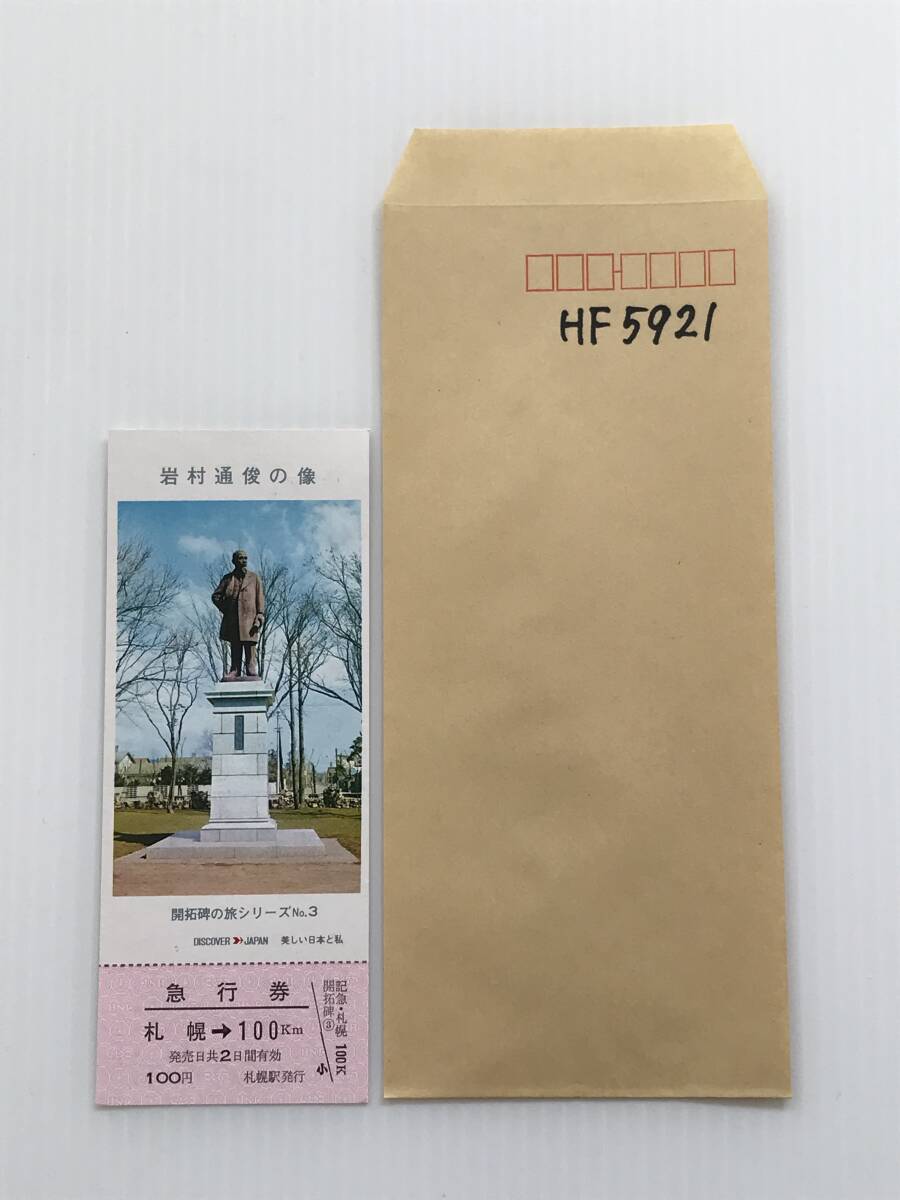 HF5921
岩村通俊の像
開拓碑の旅シリーズNo.3
DISCOVER JAPAN 美しい日本と私
急行券
札幌→100Km
発売日共2日間有効
100円 札幌駅発行
記急・札幌 100K
開拓碑③
小